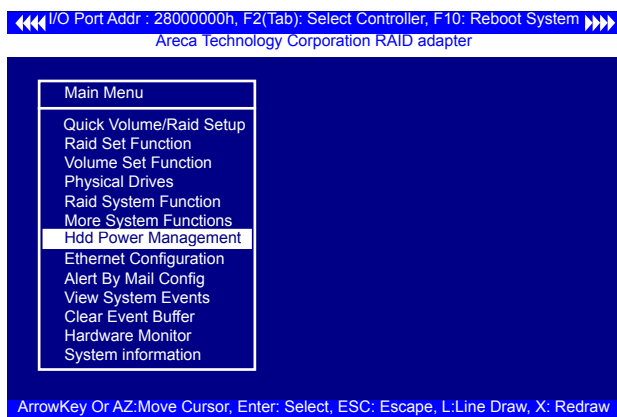 I/O Port Addr : 28000000h, F2(Tab): Select Controller, F10: Reboot System
Areca Technology Corporation RAID adapter
Main Menu
Quick Volume/Raid Setup
Raid Set Function
Volume Set Function
Physical Drives
Raid System Function
More System Functions
Hdd Power Management
Ethernet Configuration
Alert By Mail Config
View System Events
Clear Event Buffer
Hardware Monitor
System information
ArrowKey Or AZ:Move Cursor, Enter: Select, ESC: Escape, L:Line Draw, X: Redraw